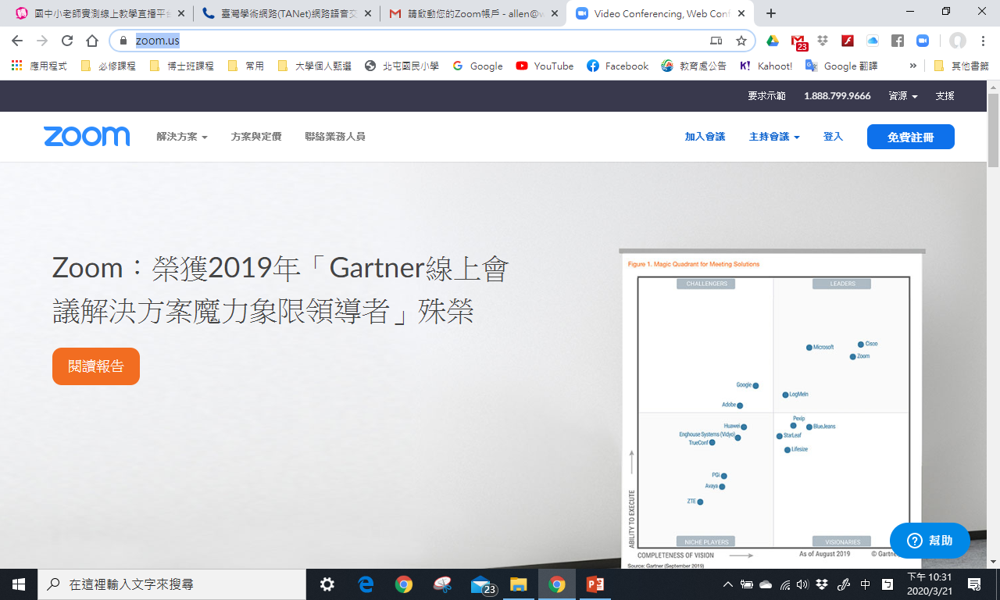 國中小老師實測線上教學直播平台
臺灣學術網路(TANet)網路語音交
請啟動您的Zoom帳戶 - allen@w
Video Conferencing, Web Conf
zoom.us
23
應用程式
必修課程
博士班課程
常用
大學個人甄選
北屯國民小學
Google
YouTube
Facebook
教育處公告
Kahoot!
Google 翻譯
»
其他書籤
要求示範
1.888.799.9666
資源
支援
zoom
解決方案
方案與定價
聯絡業務人員
加入會議
主持會議
登入
免費註冊
Zoom：榮獲2019年「Gartner線上會
議解決方案魔力象限領導者」殊榮
閱讀報告
Figure 1. Magic Quadrant for Meeting Solutions
CHALLENGERS
LEADERS
Microsoft
Cisco
Zoom
Google
LogMeIn
Adobe
Pexip
Huawei
BlueJeans
Enghouse Systems (Vidyo)
StarLeaf
TrueConf
Lifesize
PGi
Avaya
ZTE
ABILITY TO EXECUTE
NICHE PLAYERS
VISIONARIES
COMPLETENESS OF VISION
As of August 2019
© Gartne
Source: Gartner (September 2019)
幫助
在這裡輸入文字來搜尋
23
中
下午 10:31
2020/3/21